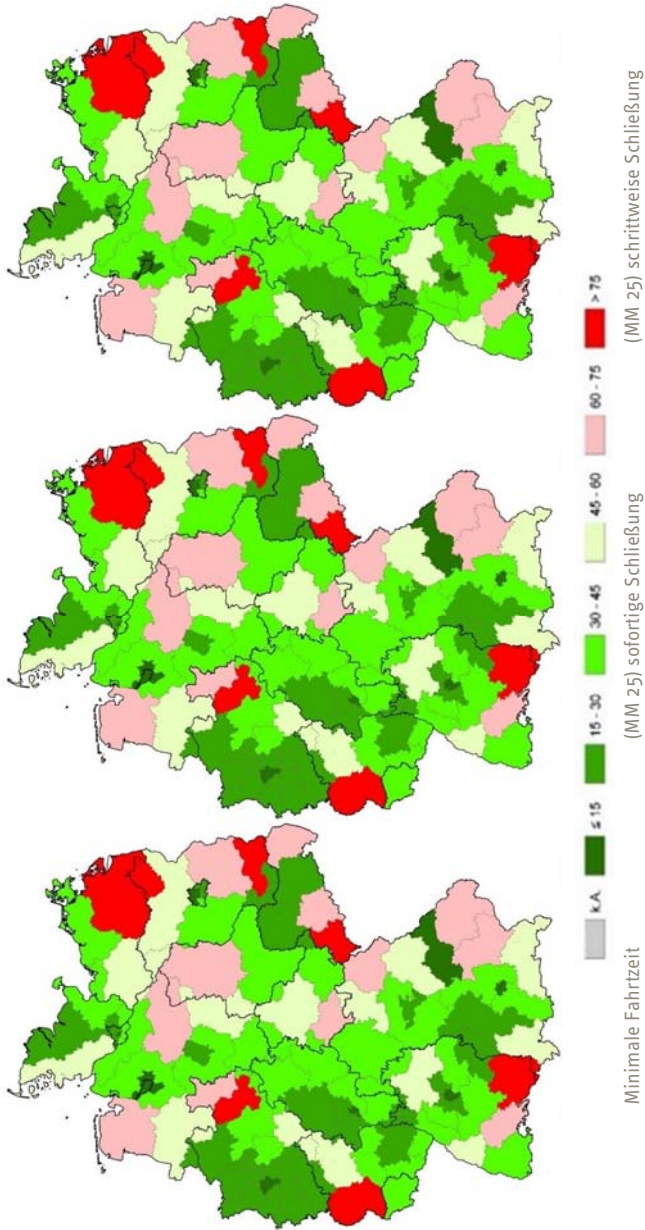 Minimale Fahrtzeit
(MM 25) sofortige Schließung
(MM 25) schrittweise Schließung
k.A.
≤ 15
15 - 30
30 - 45
45 - 60
60 - 75
> 75